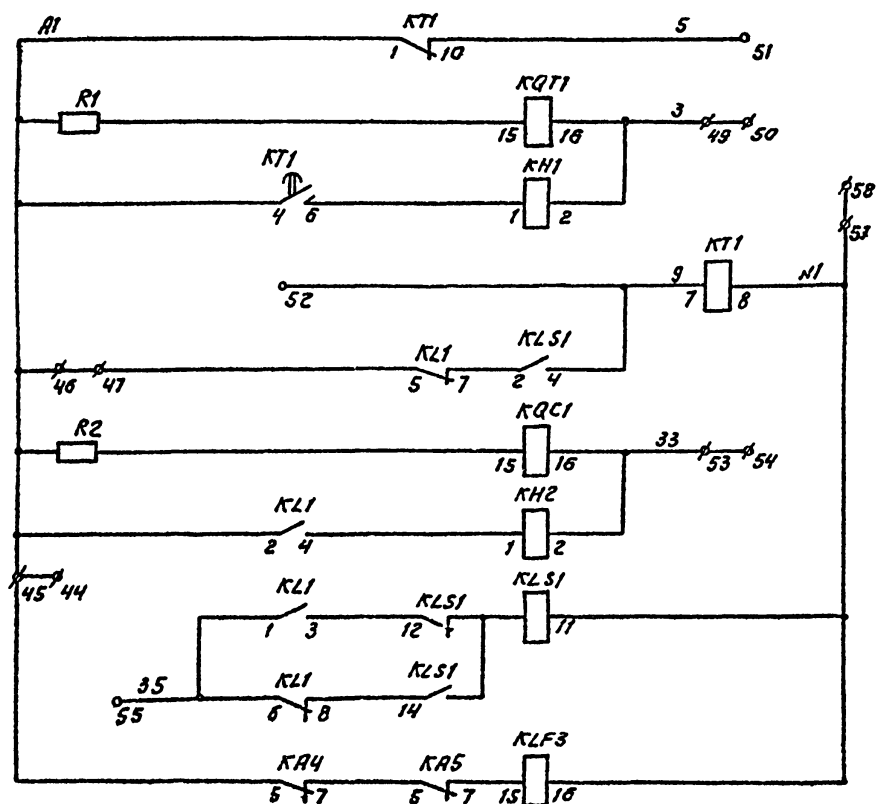 A1 KT1 5
1 10 51
R1 KQT1 3
15 16 49 50
KT1 KH1
4 6 1 2
58
57
KT1
52 9 7 8 N1
KL1 KLS1
46 47 5 7 2 4
R2 KQC1 33
15 16 53 54
KL1 KH2
2 4 1 2
45 44
KL1 KLS1 KLS1
1 3 12 11
35 KL1 KLS1
55 6 8 14
KA4 KA5 KLF3
5 7 5 7 15 16